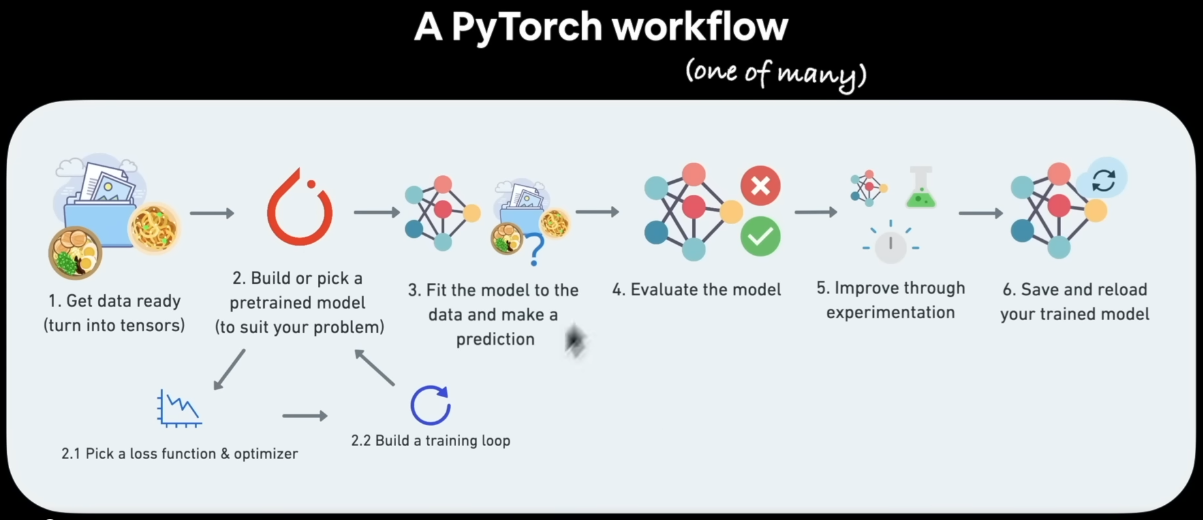 A PyTorch workflow
(one of many)
1. Get data ready
(turn into tensors)
2. Build or pick a
pretrained model
(to suit your problem)
3. Fit the model to the
data and make a
prediction
4. Evaluate the model
5. Improve through
experimentation
6. Save and reload
your trained model
2.1 Pick a loss function & optimizer
2.2 Build a training loop